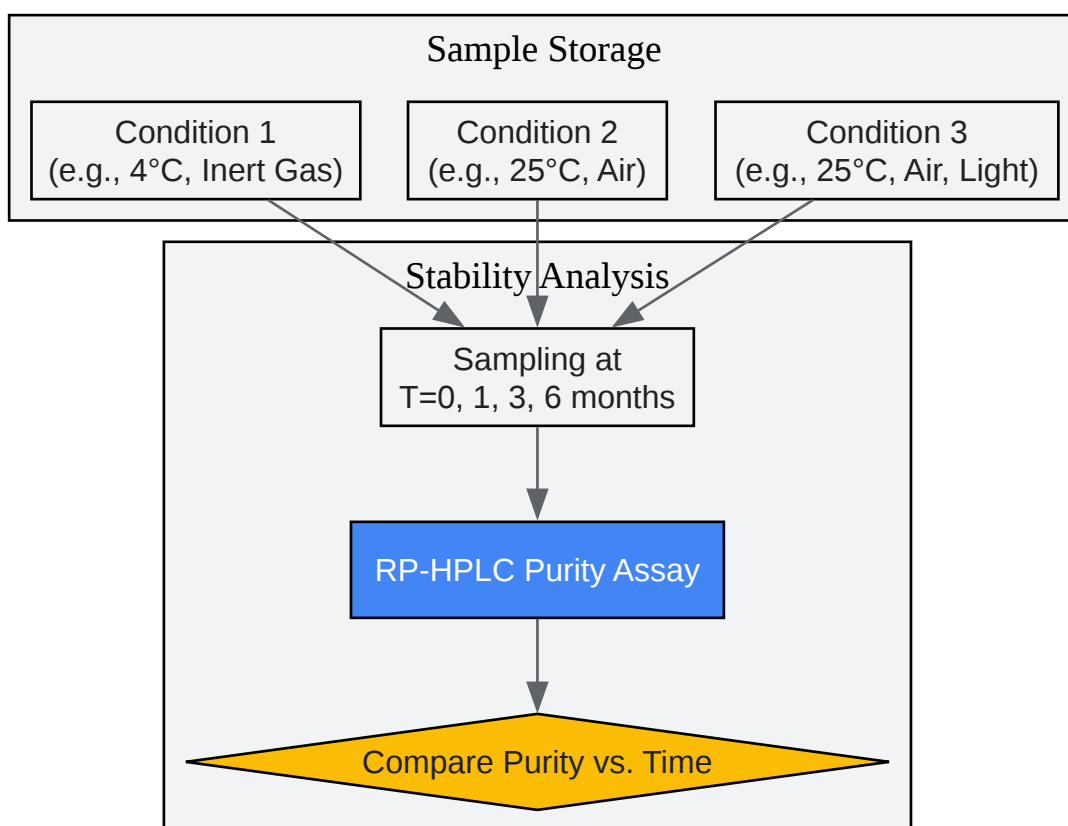 Sample Storage
Condition 1
(e.g., 4°C, Inert Gas)
Condition 2
(e.g., 25°C, Air)
Condition 3
(e.g., 25°C, Air, Light)
Stability Analysis
Sampling at
T=0, 1, 3, 6 months
RP-HPLC Purity Assay
Compare Purity vs. Time